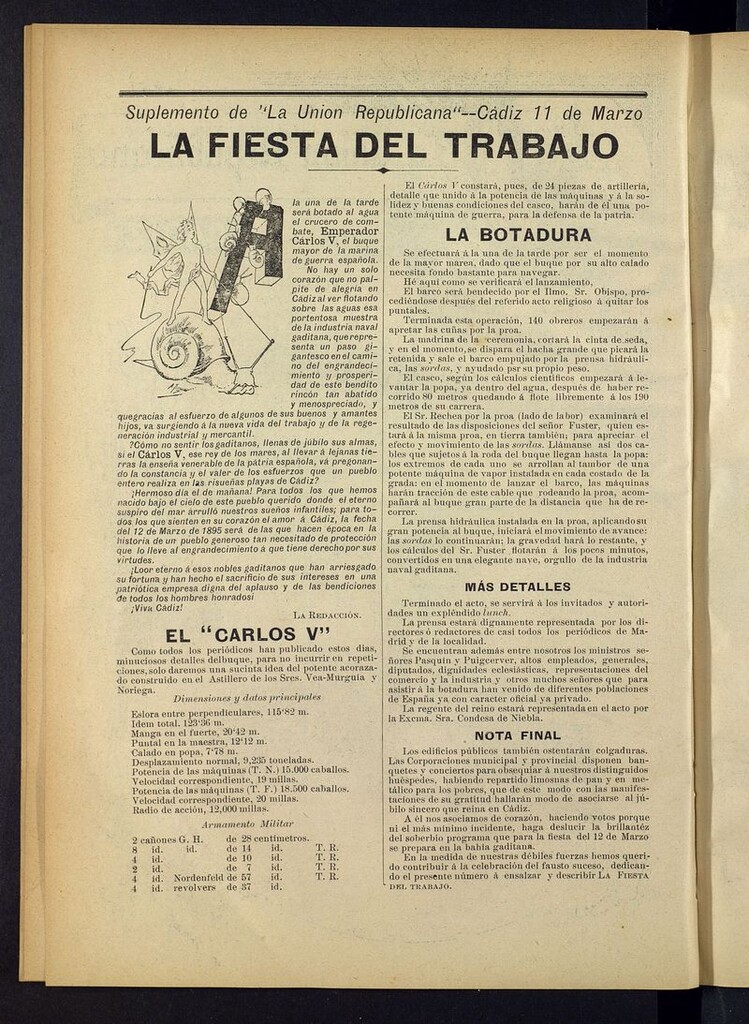 Suplemento de "La Union Republicana"--Cádiz 11 de Marzo
LA FIESTA DEL TRABAJO
A
la una de la tarde
será botado al agua
el crucero de com-
bate, Emperador
Cárlos V, el buque
mayor de la marina
de guerra española.
No hay un solo
corazón que no pal-
pite de alegría en
Cádiz al ver flotando
sobre las aguas esa
portentosa muestra
de la industria naval
gaditana, que repre-
senta un paso gi-
gantesco en el cami-
no del engrandeci-
miento y prosperi-
dad de este bendito
rincón tan abatido
y menospreciado, y
quegracias al esfuerzo de algunos de sus buenos y amantes
hijos, va surgiendo á la nueva vida del trabajo y de la rege-
neración industrial y mercantil.
?Cómo no sentir los gaditanos, llenas de júbilo sus almas,
si el Cárlos V, ese rey de los mares, al llevar á lejanas tie-
rras la enseña venerable de la pátria española, vá pregonan-
do la constancia y el valer de los esfuerzos que un pueblo
entero realiza en las risueñas playas de Cádiz?
¡Hermoso día el de mañana! Para todos los que hemos
nacido bajo el cielo de este pueblo querido donde el eterno
suspiro del mar arrulló nuestros sueños infantiles; para to-
dos los que sienten en su corazón el amor á Cádiz, la fecha
del 12 de Marzo de 1895 será de las que hacen época en la
historia de un pueblo generoso tan necesitado de protección
que lo lleve al engrandecimiento á que tiene derecho por sus
virtudes.
¡Loor eterno á esos nobles gaditanos que han arriesgado
su fortuna y han hecho el sacrificio de sus intereses en una
patriótica empresa digna del aplauso y de las bendiciones
de todos los hombres honrados¡
¡Viva Cádiz!
LA REDACCIÓN.
EL "CARLOS V"
Como todos los periódicos han publicado estos días,
minuciosos detalles delbuque, para no incurrir en repeti-
ciones, solo daremos una sucinta idea del potente acoraza-
do construido en el Astillero de los Sres. Vea-Murguía y
Noriega.
Dimensiones y datos principales
Eslora entre perpendiculares, 115'82 m.
Idem total. 123'36 m.
Manga en el fuerte, 20'42 m.
Puntal en la maestra, 12'12 m.
Calado en popa, 7'78 m.
Desplazamiento normal, 9,235 toneladas.
Potencia de las máquinas (T. N.) 15.000 caballos.
Velocidad correspondiente, 19 millas.
Potencia de las máquinas (T. F.) 18.500 caballos.
Velocidad correspondiente, 20 millas.
Radio de acción, 12,000 millas.
Armamento Militar
2 cañones G. H. de 28 centímetros.
8 id. id. de 14 id. T. R.
4 id. de 10 id. T. R.
2 id. de 7 id. T. R.
4 id. Nordenfeld de 57 id. T. R.
4 id. revolvers de 37 id.
El Cárlos V constará, pues, de 24 piezas de artillería,
detalle que unido á la potencia de las máquinas y á la so-
lidez y buenas condiciones del casco, harán de él una po-
tente máquina de guerra, para la defensa de la patria.
LA BOTADURA
Se efectuará á la una de la tarde por ser el momento
de la mayor marea, dado que el buque por su alto calado
necesita fondo bastante para navegar.
Hé aquí como se verificará el lanzamiento.
El barco será bendecido por el Iltmo. Sr. Obispo, pro-
cediéndose después del referido acto religioso á quitar los
puntales.
Terminada esta operación, 140 obreros empezarán á
apretar las cuñas por la proa.
La madrina de la ceremonia, cortará la cinta de seda,
y en el momento, se dispara el hacha grande que picará la
retenida y sale el barco empujado por la prensa hidráuli-
ca, las sordas, y ayudado por su propio peso.
El casco, según los cálculos científicos empezará á le-
vantar la popa, ya dentro del agua, después de haber re-
corrido 80 metros quedando á flote libremente á los 190
metros de su carrera.
El Sr. Rechea por la proa (lado de labor) examinará el
resultado de las disposiciones del señor Fuster, quien es-
tará á la misma proa, en tierra también; para apreciar el
efecto y movimiento de las sordas. Llámanse así dos ca-
bles que sujetos á la roda del buque llegan hasta la popa:
los extremos de cada uno se arrollan al tambor de una
potente máquina de vapor instalada en cada costado de la
grada: en el momento de lanzar el barco, las máquinas
harán tracción de este cable que rodeando la proa, acom-
pañará al buque gran parte de la distancia que ha de re-
correr.
La prensa hidráulica instalada en la proa, aplicando su
gran potencia al buque, iniciará el movimiento de avance:
las sordas lo continuarán; la gravedad hará lo restante, y
los cálculos del Sr. Fuster flotarán á los pocos minutos,
convertidos en una elegante nave, orgullo de la industria
naval gaditana.
MÁS DETALLES
Terminado el acto, se servirá á los invitados y autori-
dades un expléndido lunch.
La prensa estará dignamente representada por los di-
rectores ó redactores de casi todos los periódicos de Ma-
drid y de la localidad.
Se encuentran además entre nosotros los ministros se-
ñores Pasquín y Puigcerver, altos empleados, generales,
diputados, dignidades eclesiásticas, representaciones del
comercio y la industria y otros muchos señores que para
asistir á la botadura han venido de diferentes poblaciones
de España ya con caracter oficial ya privado.
La regente del reino estará representada en el acto por
la Excma. Sra. Condesa de Niebla.
NOTA FINAL
Los edificios públicos también ostentarán colgaduras.
Las Corporaciones municipal y provincial disponen ban-
quetes y conciertos para obsequiar á nuestros distinguidos
huéspedes, habiendo repartido limosnas de pan y en me-
tálico para los pobres, que de este modo con las manifes-
taciones de su gratitud hallarán modo de asociarse al jú-
bilo sincero que reina en Cádiz.
A él nos asociamos de corazón, haciendo votos porque
ni el más mínimo incidente, haga deslucir la brillantéz
del soberbio programa que para la fiesta del 12 de Marzo
se prepara en la bahía gaditana.
En la medida de nuestras débiles fuerzas hemos queri-
do contribuir á la celebración del fausto suceso, dedican-
do el presente número á ensalzar y describir LA FIESTA
DEL TRABAJO.